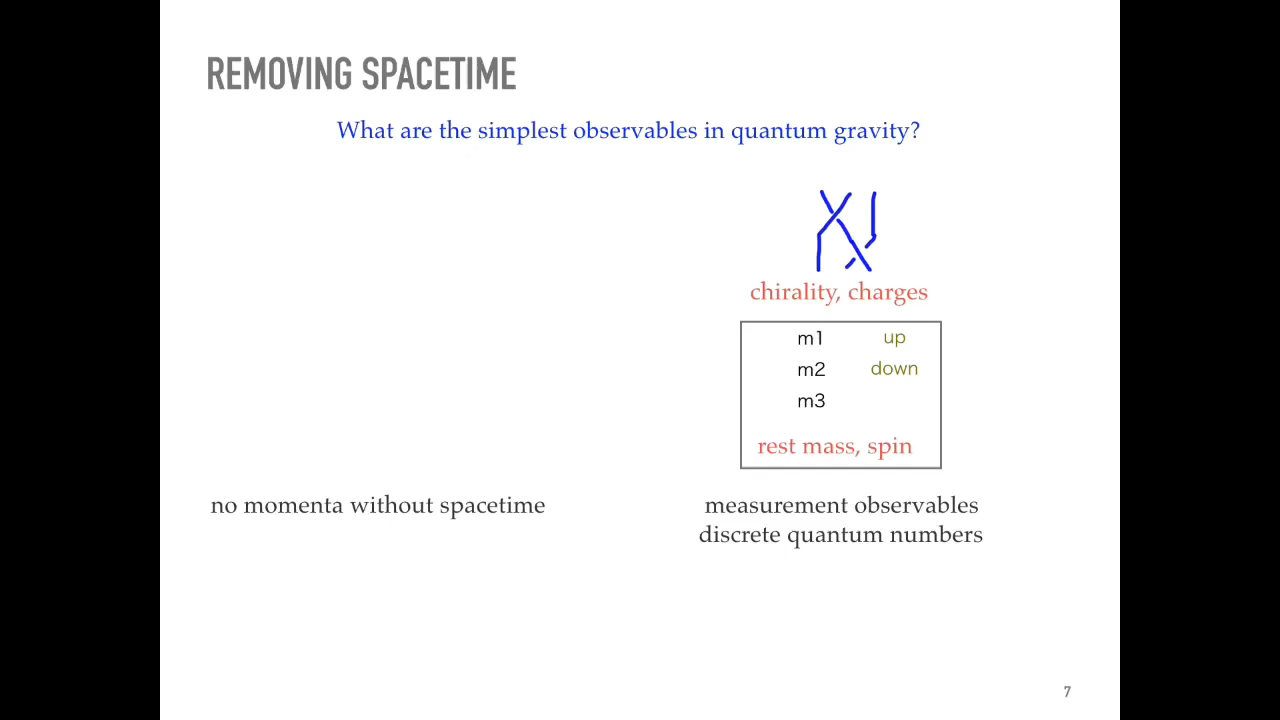 REMOVING SPACETIME
What are the simplest observables in quantum gravity?
chirality, charges
m1 up
m2 down
m3
rest mass, spin
no momenta without spacetime
measurement observables
discrete quantum numbers
7